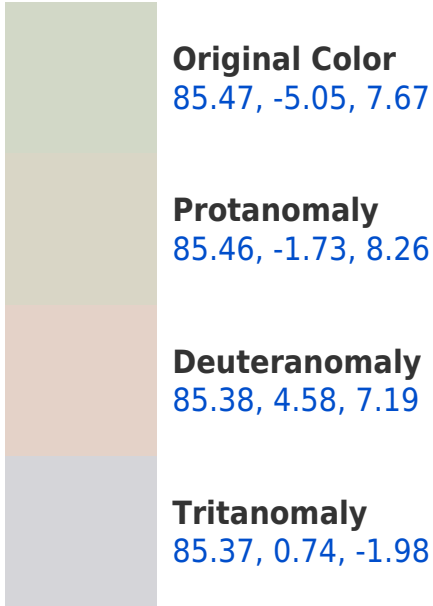 Original Color
85.47, -5.05, 7.67
Protanomaly
85.46, -1.73, 8.26
Deuteranomaly
85.38, 4.58, 7.19
Tritanomaly
85.37, 0.74, -1.98